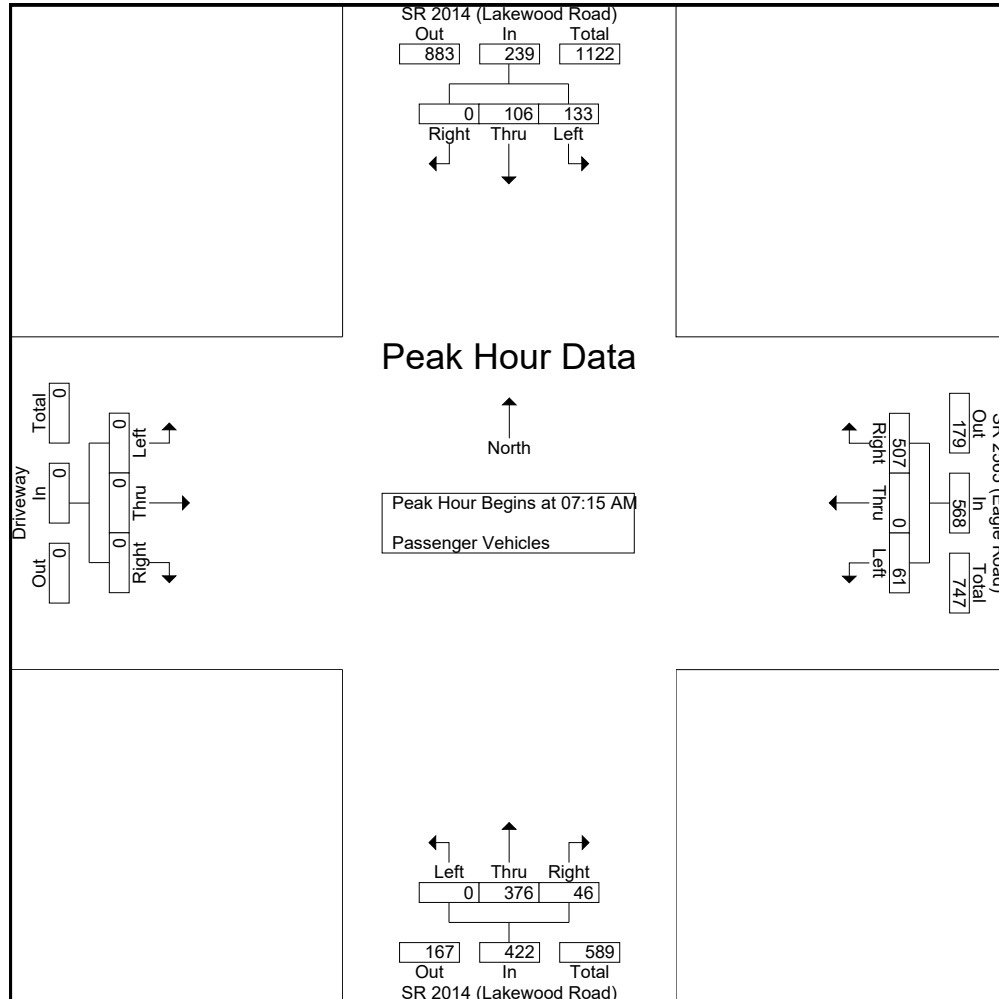 SR 2014 (Lakewood Road)
Out In Total
883 239 1122
0 106 133
Right Thru Left
Peak Hour Data
North
Peak Hour Begins at 07:15 AM
Passenger Vehicles
Driveway
Out In Total
0 0 0
Right Thru Left
0 0 0
(Eagle Road)
Out In Total
179 568 747
Right Thru Left
507 0 61
Left Thru Right
0 376 46
167 422 589
Out In Total
SR 2014 (Lakewood Road)